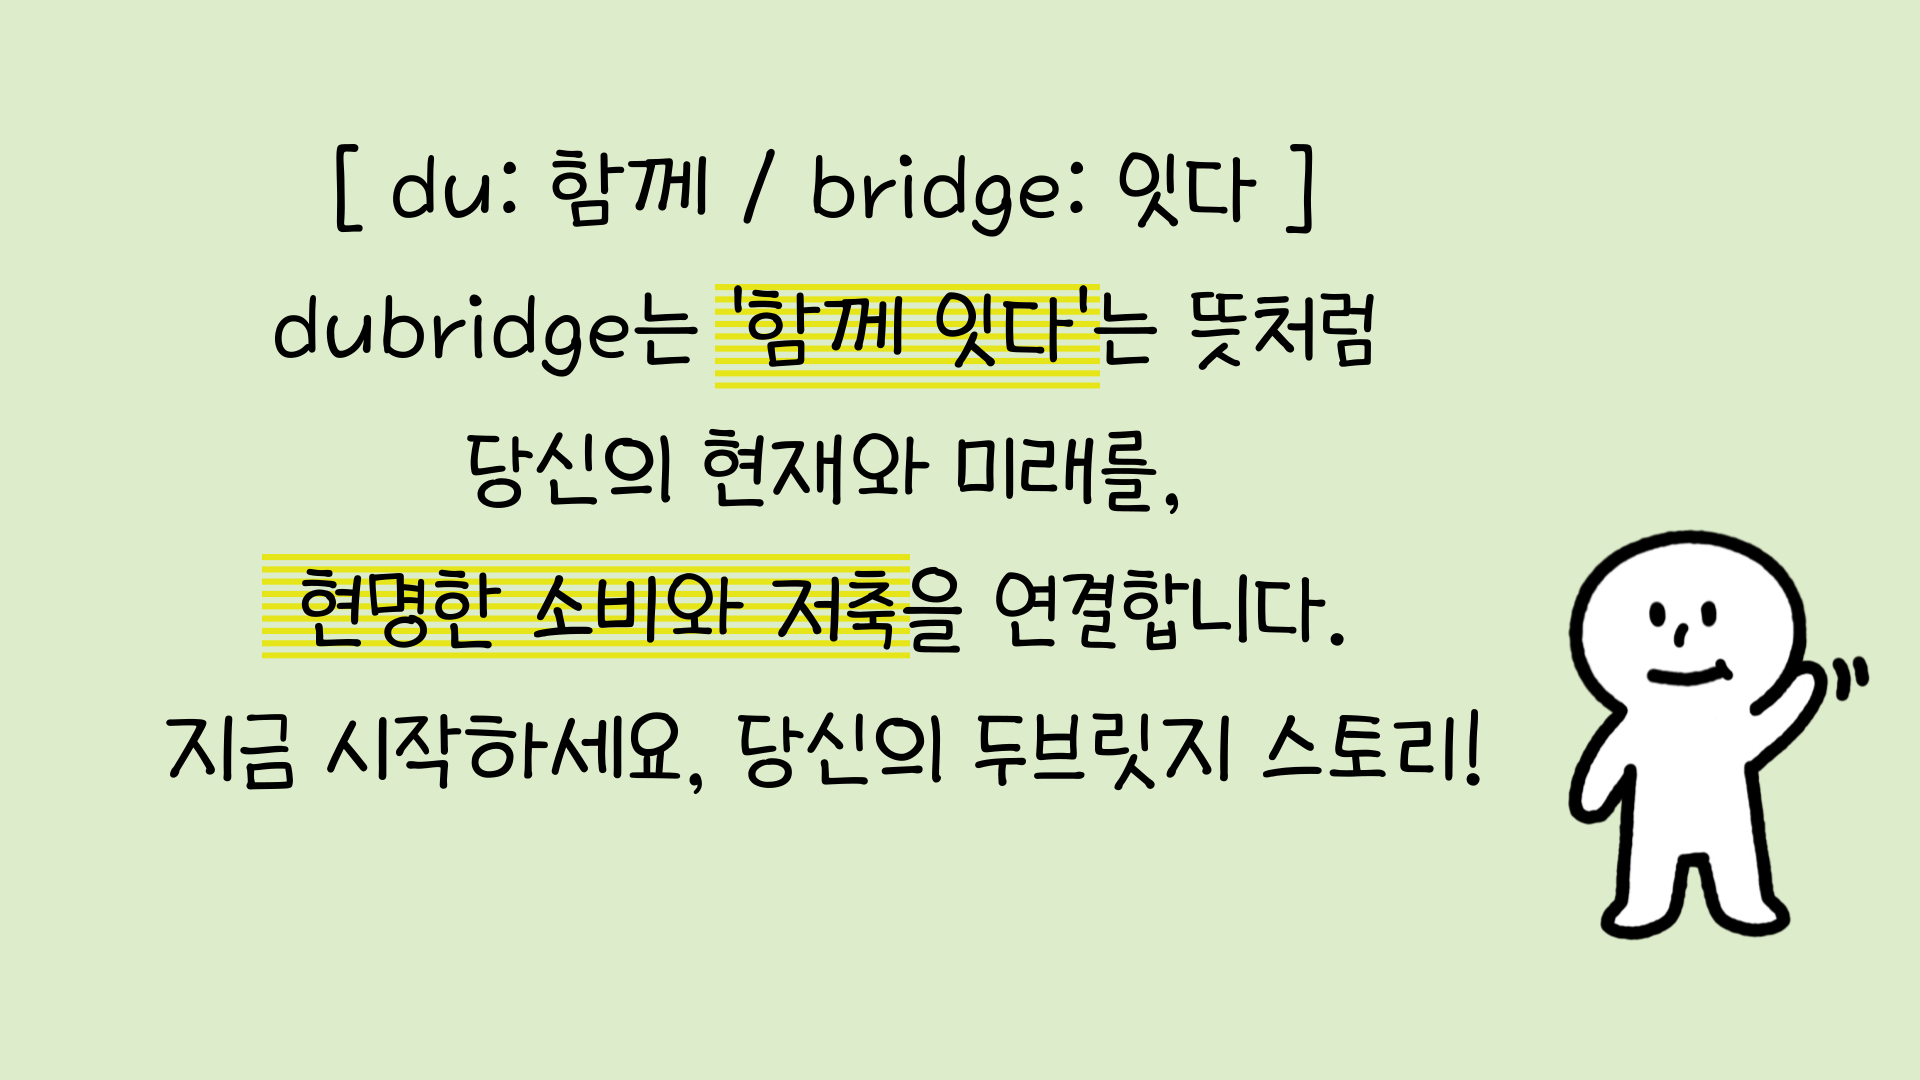 [ du: 함께 / bridge: 잇다 ]
dubridge는 '함께 잇다'는 뜻처럼
당신의 현재와 미래를,
현명한 소비와 저축을 연결합니다.
지금 시작하세요, 당신의 두브릿지 스토리!